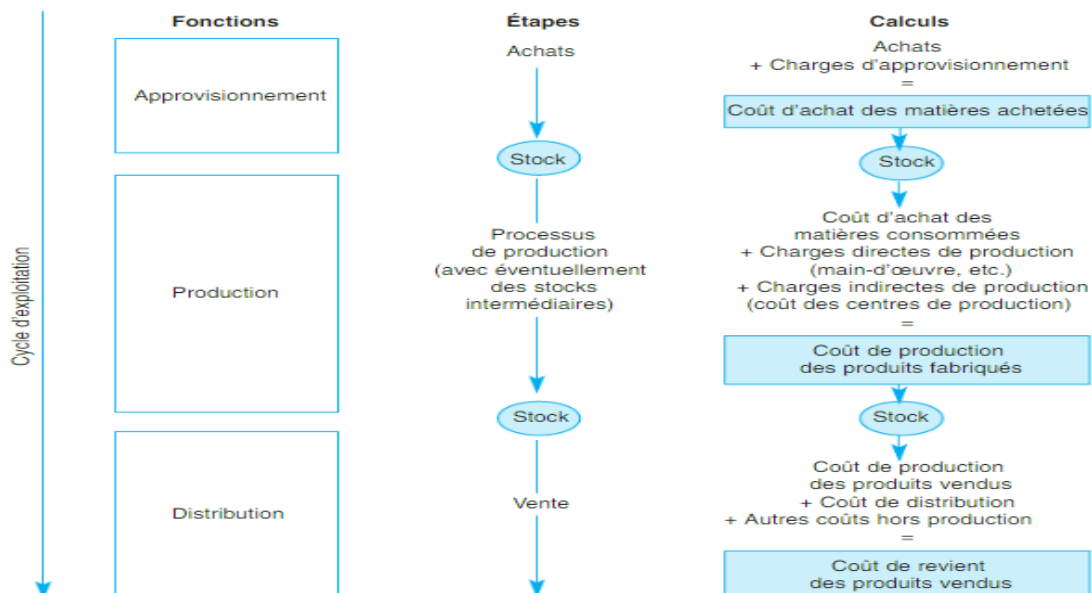 Cycle d'exploitation
Fonctions
Approvisionnement
Production
Distribution
Étapes
Achats
Stock
Processus
de production
(avec éventuellement
des stocks
intermédiaires)
Stock
Vente
Calculs
Achats
+ Charges d'approvisionnement
=
Coût d'achat des matières achetées
Stock
Coût d'achat des
matières consommées
+ Charges directes de production
(main-d'œuvre, etc.)
+ Charges indirectes de production
(coût des centres de production)
=
Coût de production
des produits fabriqués
Stock
Coût de production
des produits vendus
+ Coût de distribution
+ Autres coûts hors production
=
Coût de revient
des produits vendus